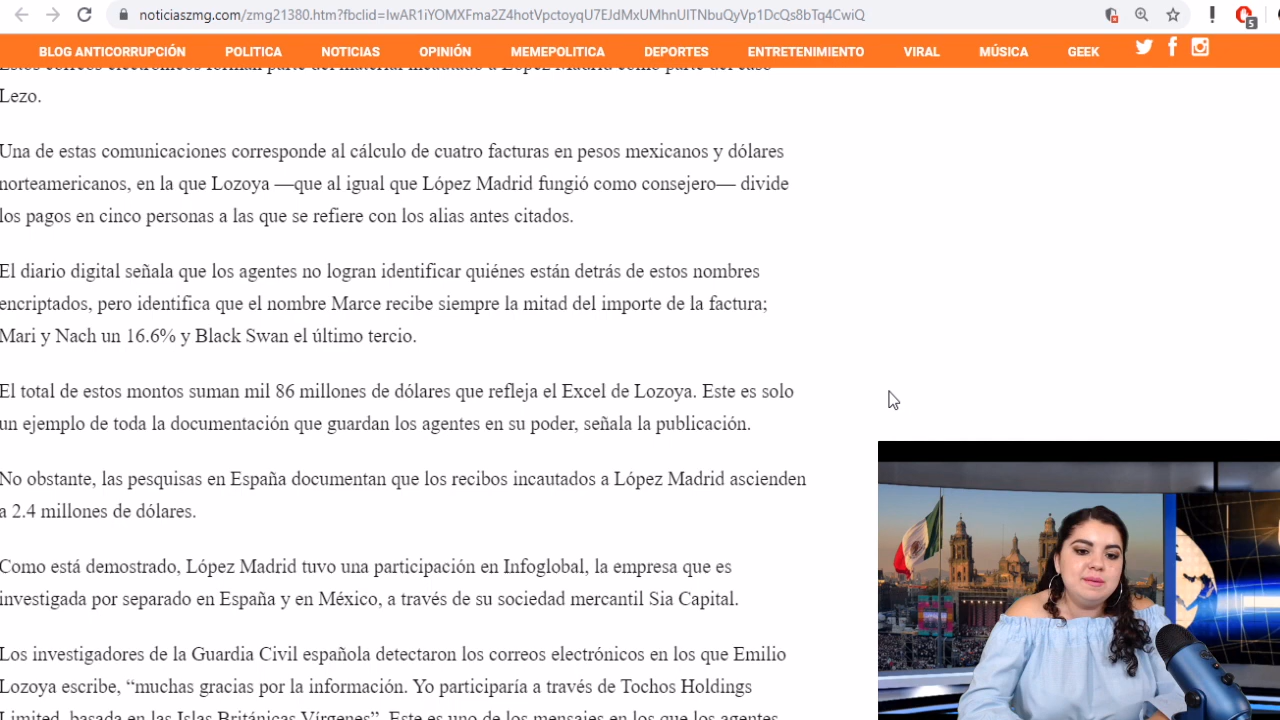 noticiaszmg.com/zmg21380.htm?fbclid=IwAR1iYOMXFma2Z4hotVpctoyqU7EJdMxUMhnUITNbuQyVp1DcQs8bTq4CwiQ
5
BLOG ANTICORRUPCIÓN POLITICA NOTICIAS OPINIÓN MEMEPOLITICA DEPORTES ENTRETENIMIENTO VIRAL MÚSICA GEEK
Estos correos electrónicos forman parte del material incautado a López Madrid como parte del caso
Lezo.
Una de estas comunicaciones corresponde al cálculo de cuatro facturas en pesos mexicanos y dólares
norteamericanos, en la que Lozoya —que al igual que López Madrid fungió como consejero— divide
los pagos en cinco personas a las que se refiere con los alias antes citados.
El diario digital señala que los agentes no logran identificar quiénes están detrás de estos nombres
encriptados, pero identifica que el nombre Marce recibe siempre la mitad del importe de la factura;
Mari y Nach un 16.6% y Black Swan el último tercio.
El total de estos montos suman mil 86 millones de dólares que refleja el Excel de Lozoya. Este es solo
un ejemplo de toda la documentación que guardan los agentes en su poder, señala la publicación.
No obstante, las pesquisas en España documentan que los recibos incautados a López Madrid ascienden
a 2.4 millones de dólares.
Como está demostrado, López Madrid tuvo una participación en Infoglobal, la empresa que es
investigada por separado en España y en México, a través de su sociedad mercantil Sia Capital.
Los investigadores de la Guardia Civil española detectaron los correos electrónicos en los que Emilio
Lozoya escribe, “muchas gracias por la información. Yo participaría a través de Tochos Holdings
Limited, basada en las Islas Británicas Vírgenes”. Este es uno de los mensajes en los que los agentes